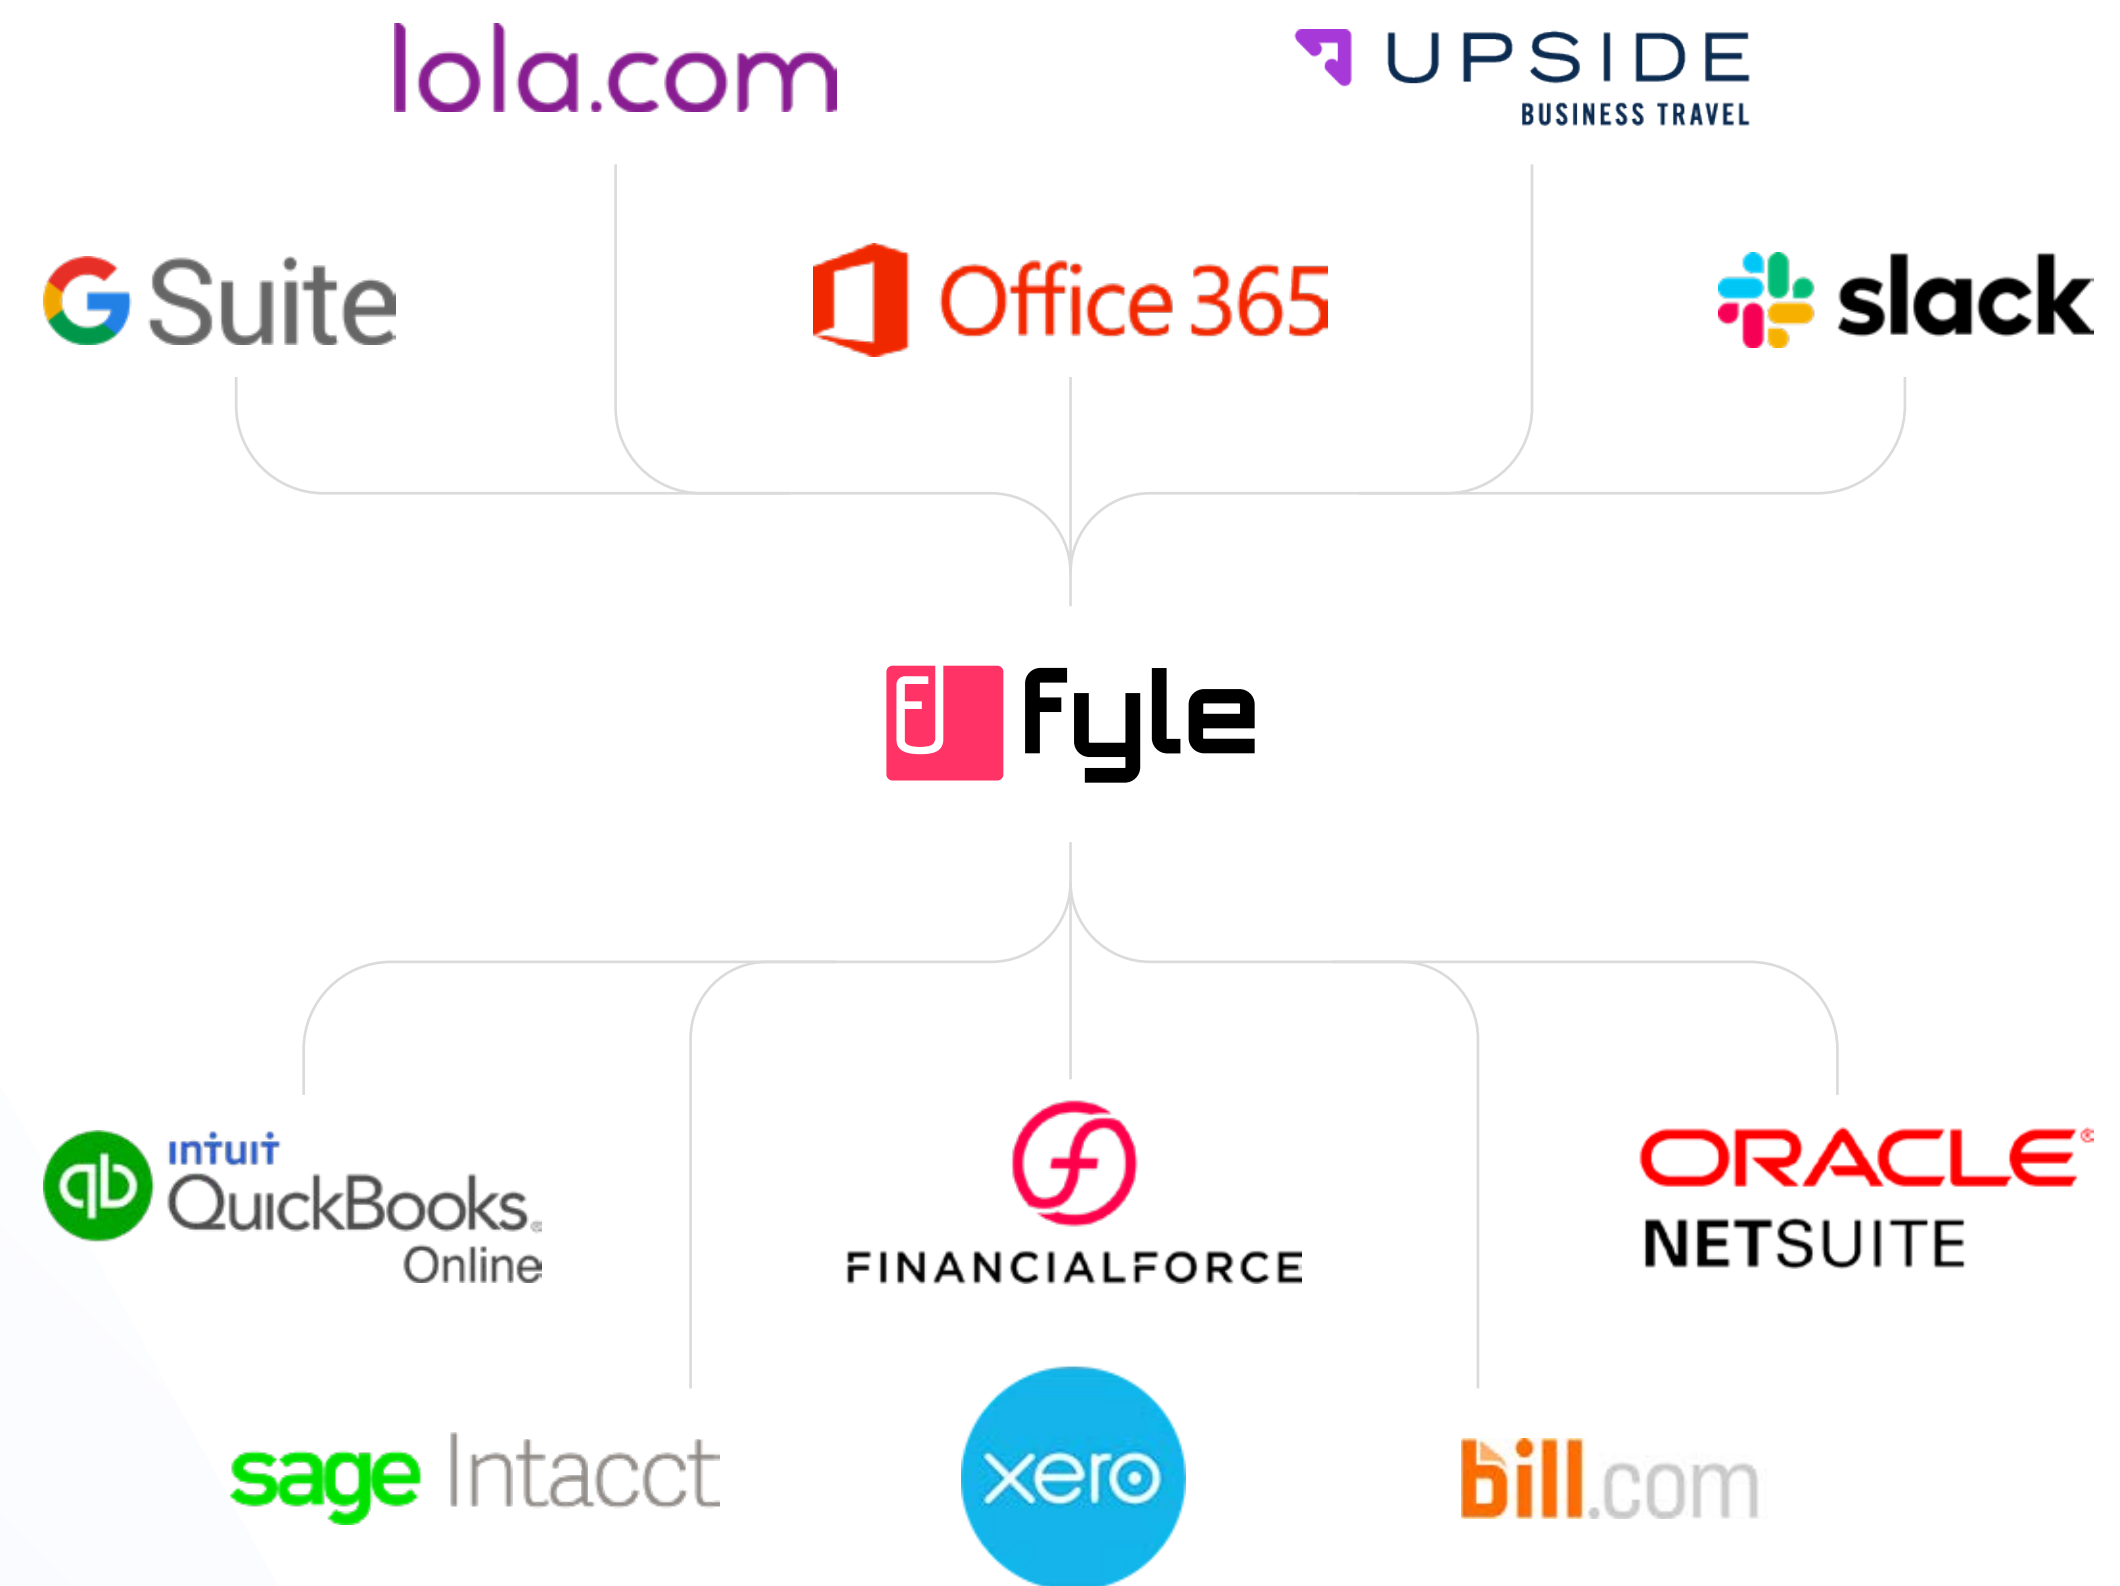 lola.com
UPSIDE
BUSINESS TRAVEL
G Suite
Office 365
slack
fyle
qb
intuit
QuickBooks
Online
FINANCIALFORCE
ORACLE®
NETSUITE
sage Intacct
xero
bill.com